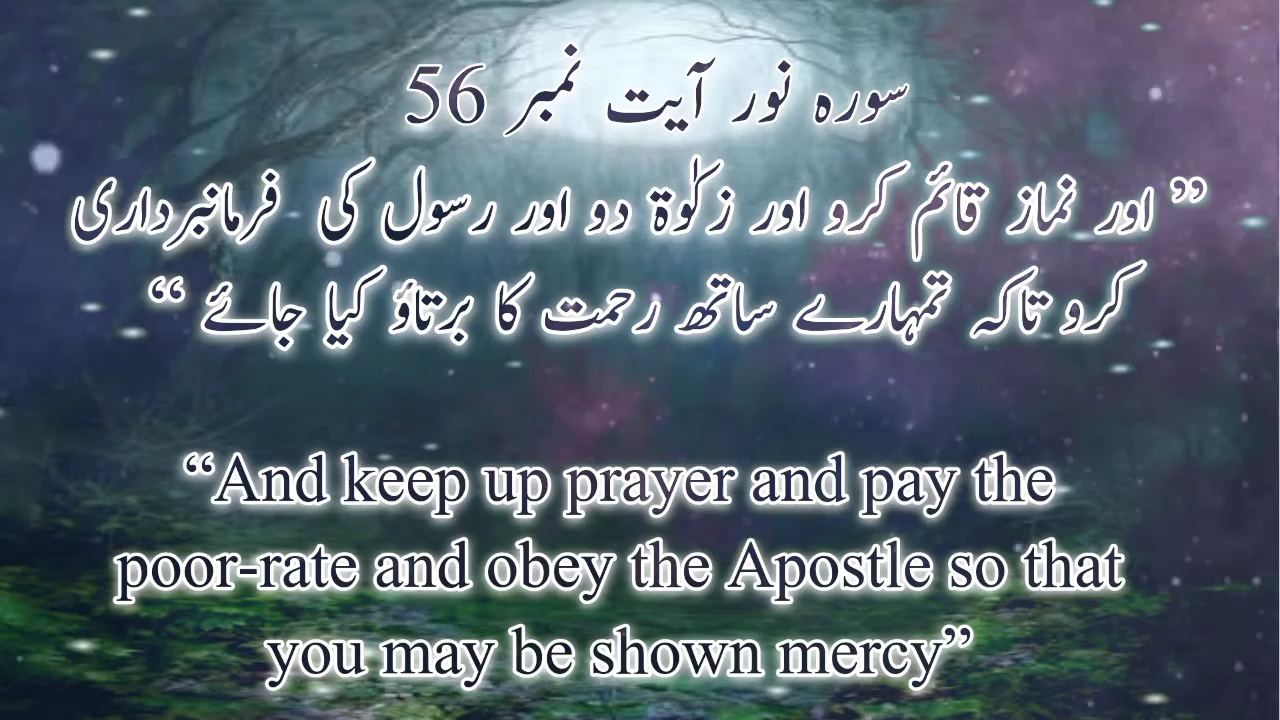 سورہ نور آیت نمبر 56
” اور نماز قائم کرو اور زکوٰۃ دو اور رسول کی فرمانبرداری
کرو تاکہ تمہارے ساتھ رحمت کا برتاؤ کیا جائے “
“And keep up prayer and pay the
poor-rate and obey the Apostle so that
you may be shown mercy”